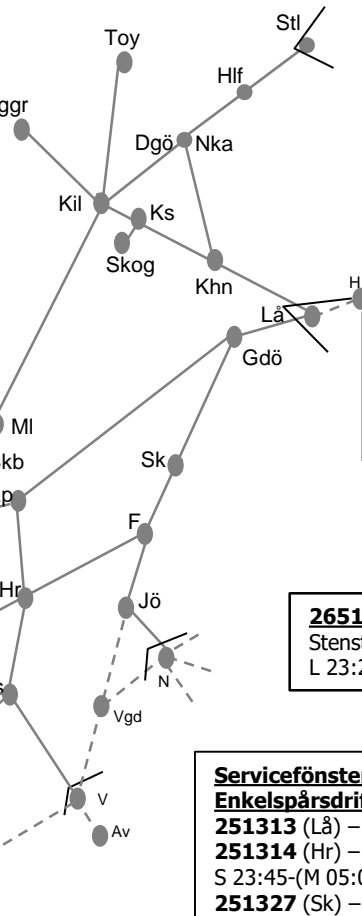 Stl
Toy
Hlf
ggr
Dgö Nka
Kil
Ks
Skog
Khn
H
Lå
Gdö
Ml
kb
Sk
p
F
Hr
Jö
2651
Stenst
L 23:2
s
N
Vgd
Servicefönster
Enkelspårsdrif
V
251313 (Lå) –
Av
251314 (Hr) –
S 23:45-(M 05:0
251327 (Sk) –